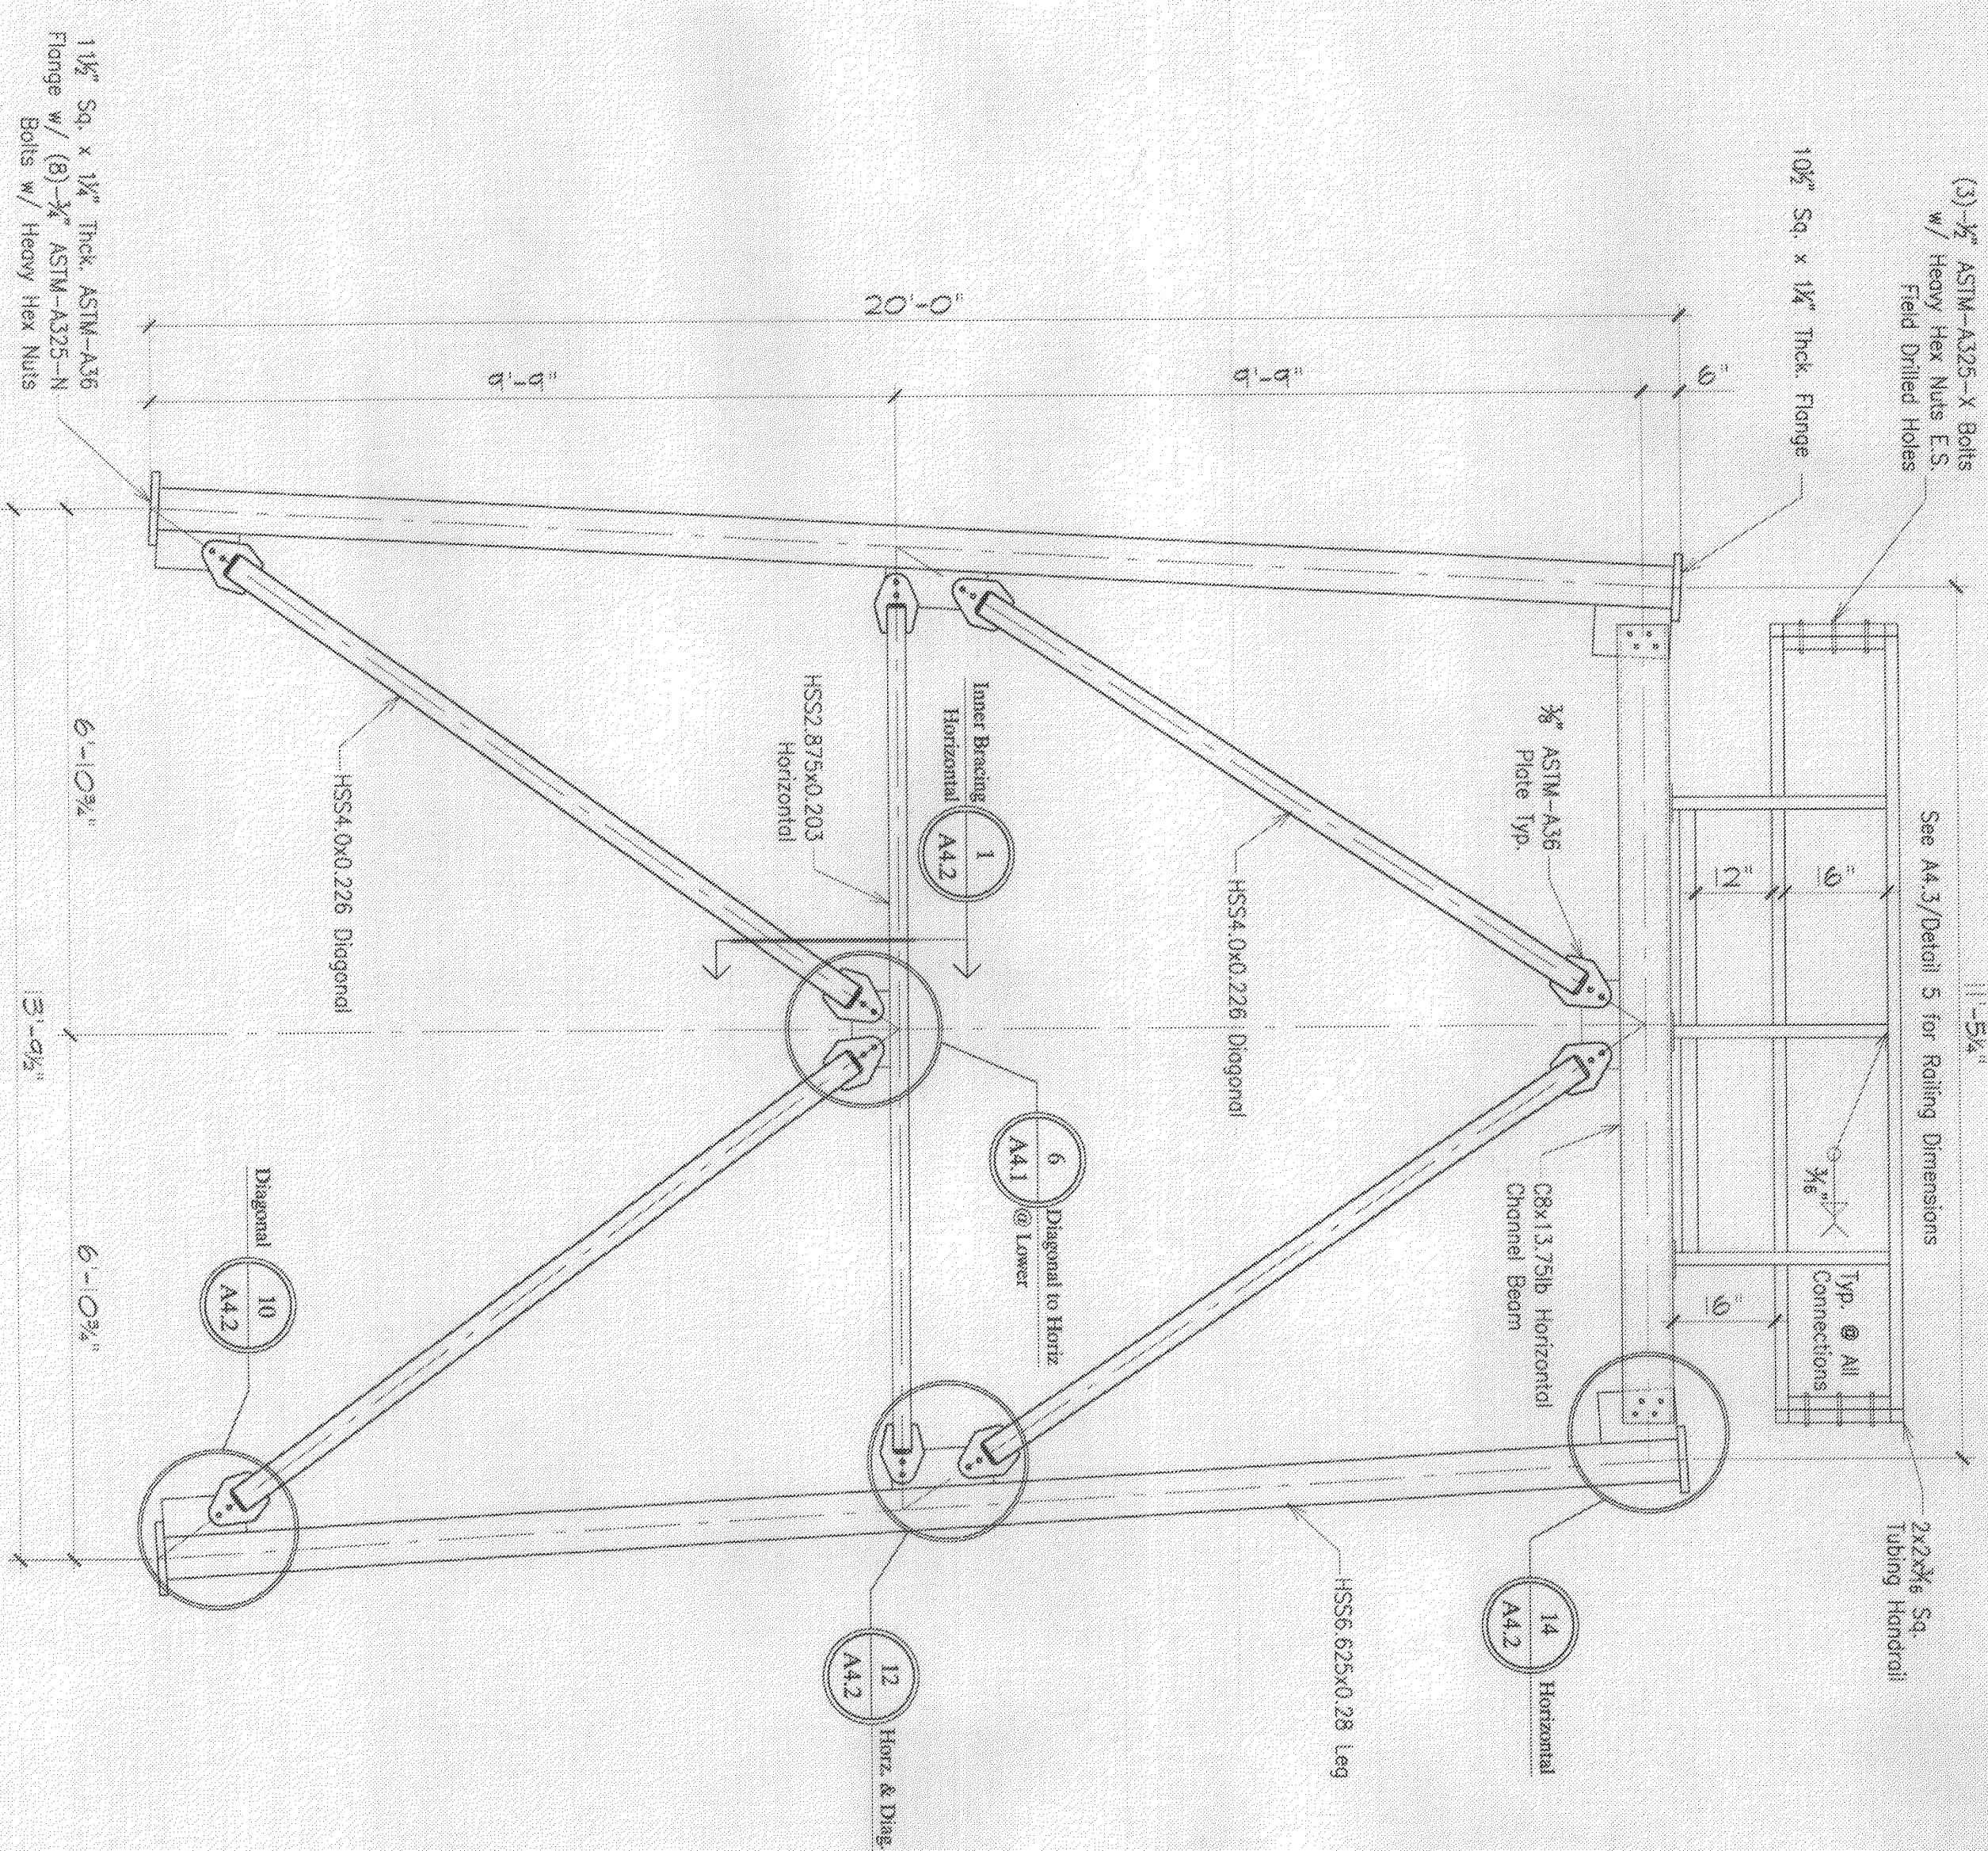 (3)-½" ASTM-A325-X Bolts
w/ Heavy Hex Nuts E.S.
Field Drilled Holes
10½" Sq. x 1¼" Thck. Flange
11'-5¼"
See A4.3/Detail 5 for Railing Dimensions
2x2x3⁄16 Sq.
Tubing Handrail
16"
12"
3⁄16"
Typ. @ All
Connections
16"
6"
20'-0"
9'-9"
9'-9"
⅜" ASTM-A36
Plate Typ.
C8x13.75lb Horizontal
Channel Beam
14
A4.2
Horizontal
HSS4.0x0.226 Diagonal
HSS6.625x0.28 Leg
Inner Bracing
Horizontal
1
A4.2
6
A4.1
Diagonal to Horiz
@ Lower
HSS2.875x0.203
Horizontal
12
A4.2
Horz. & Diag.
HSS4.0x0.226 Diagonal
Diagonal
10
A4.2
11½" Sq. x 1¼" Thck. ASTM-A36
Flange w/ (8)-¾" ASTM-A325-N
Bolts w/ Heavy Hex Nuts
6'-10¾"
6'-10¾"
13'-9½"